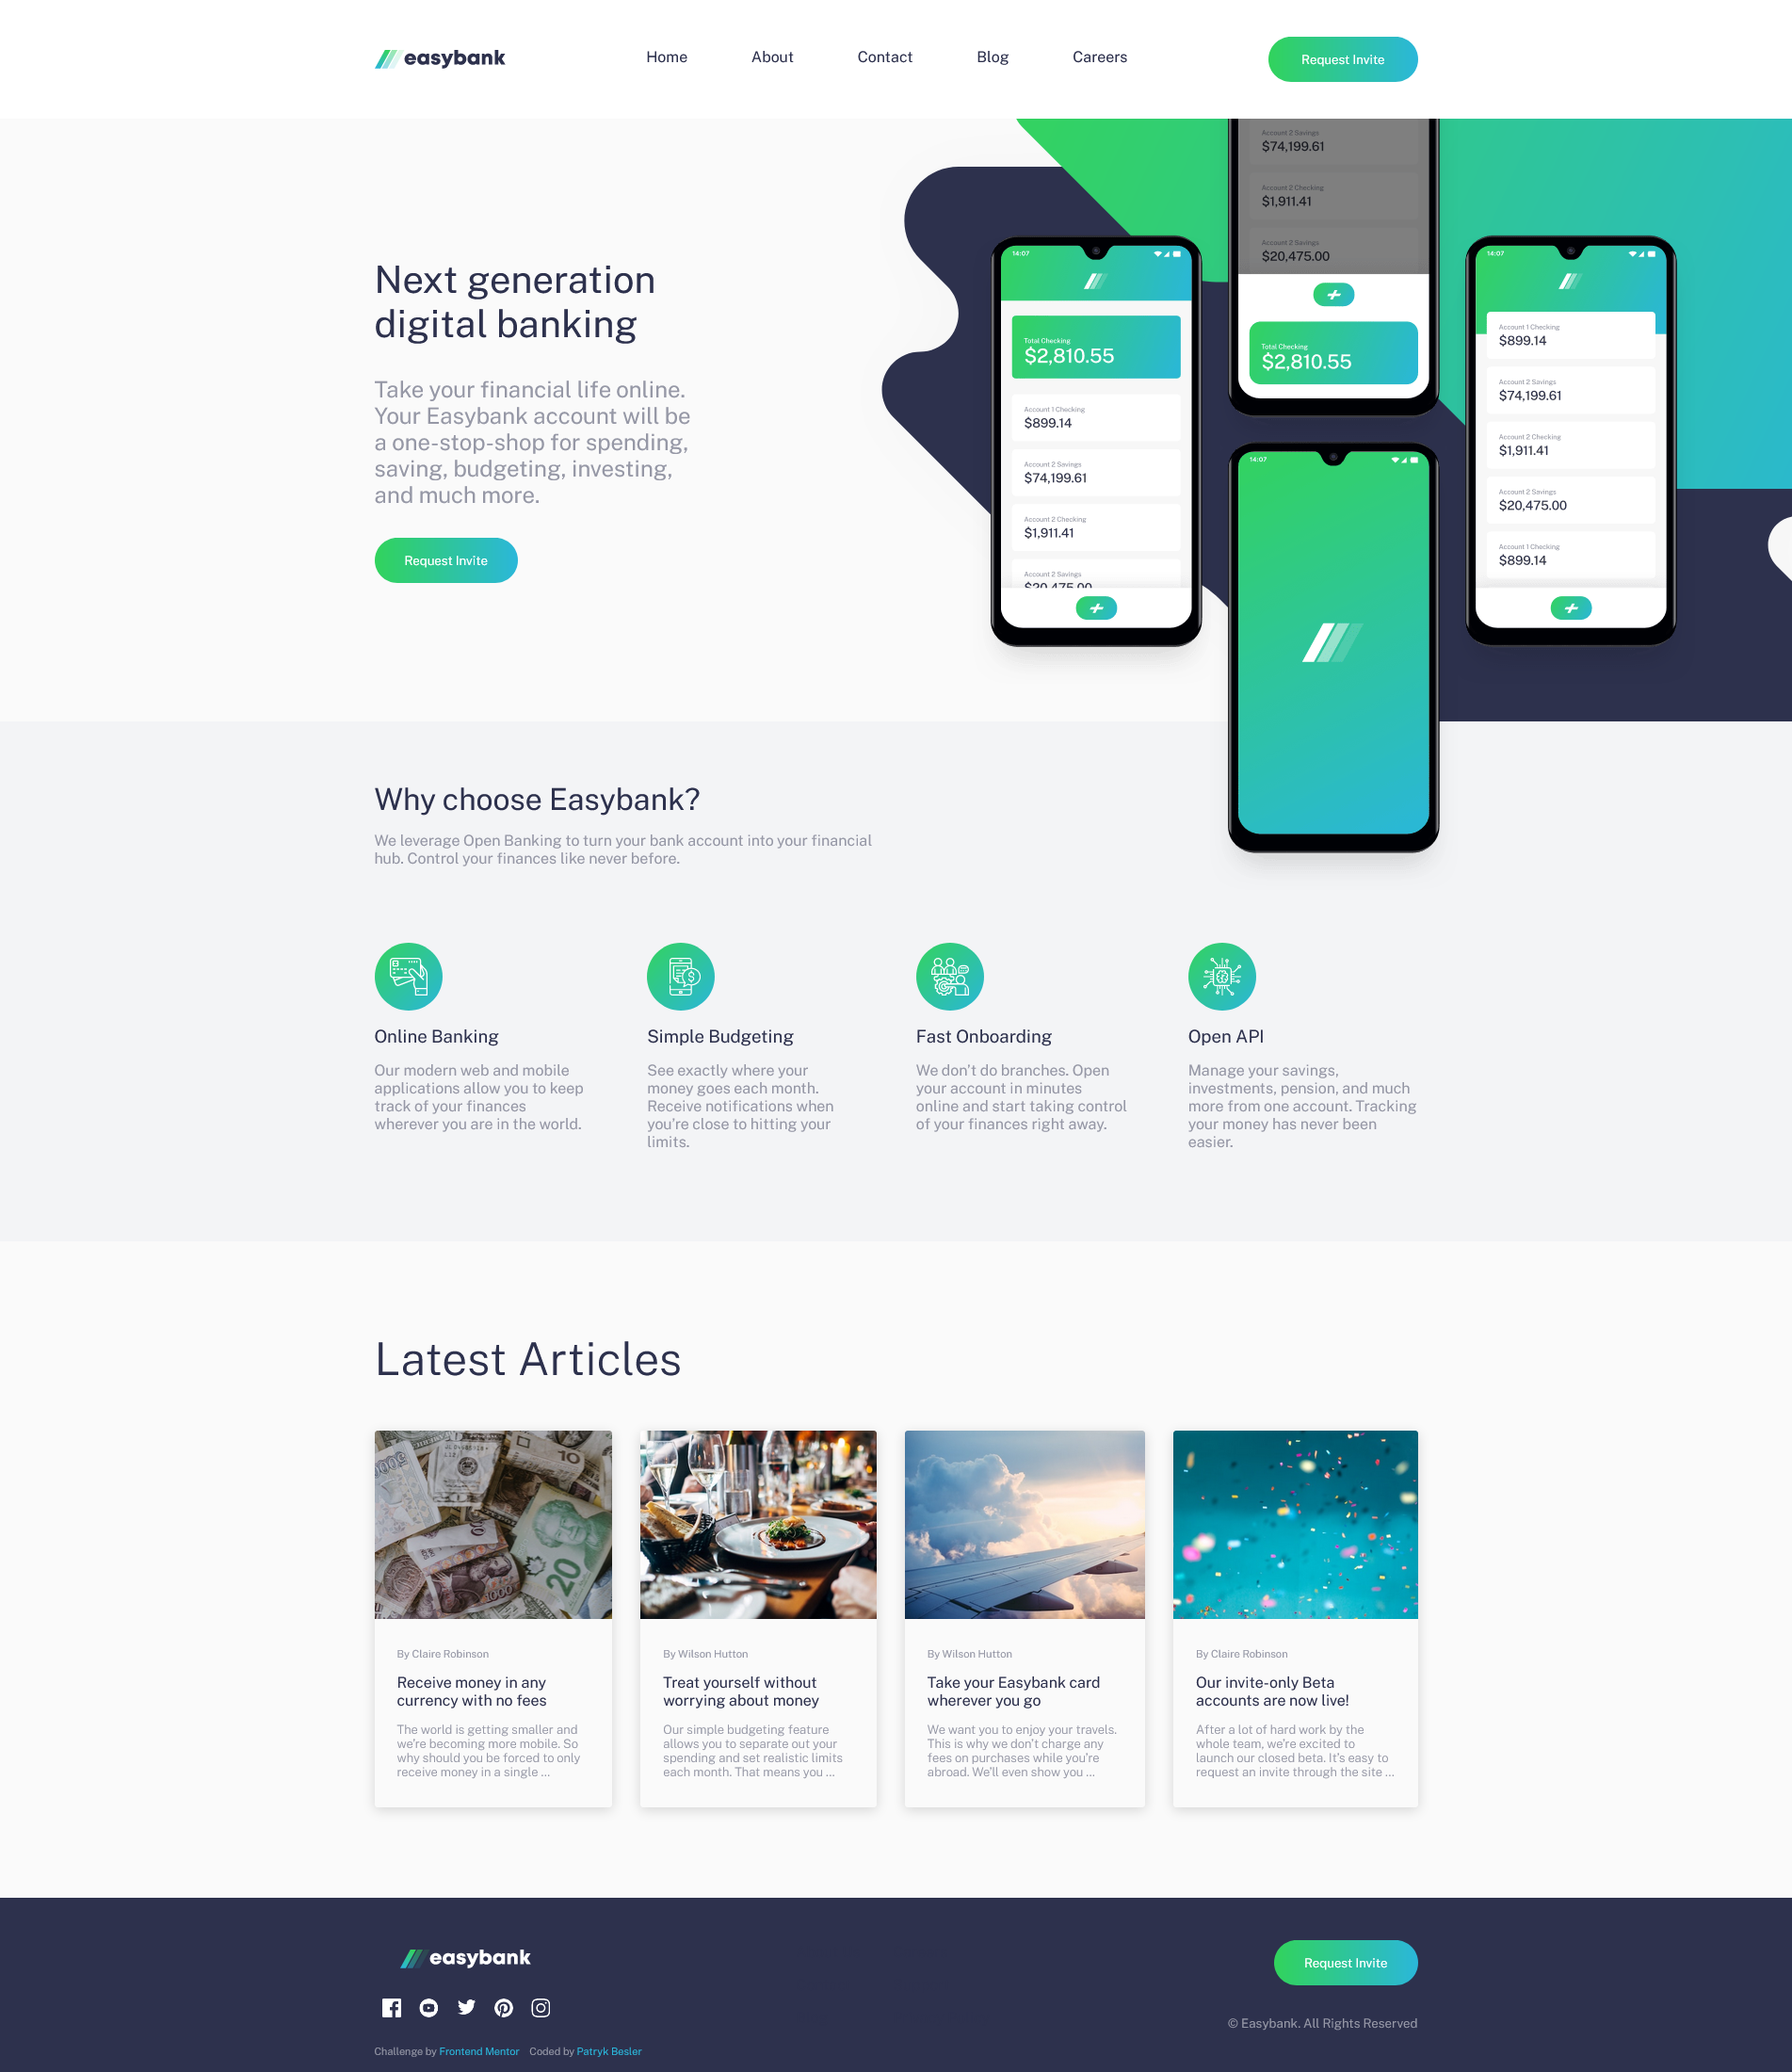 easybank
Home
About
Contact
Blog
Careers
Request Invite
Next generation
digital banking
Take your financial life online.
Your Easybank account will be
a one-stop-shop for spending,
saving, budgeting, investing,
and much more.
Request Invite
14:07
Total Checking
$2,810.55
Account 1 Checking
$899.14
Account 2 Savings
$74,199.61
Account 2 Checking
$1,911.41
Account 2 Savings
$20,475.00
Account 2 Savings
$74,199.61
Account 2 Checking
$1,911.41
Account 2 Savings
$20,475.00
Total Checking
$2,810.55
14:07
14:07
Account 1 Checking
$899.14
Account 2 Savings
$74,199.61
Account 2 Checking
$1,911.41
Account 2 Savings
$20,475.00
Account 1 Checking
$899.14
Why choose Easybank?
We leverage Open Banking to turn your bank account into your financial
hub. Control your finances like never before.
Online Banking
Our modern web and mobile
applications allow you to keep
track of your finances
wherever you are in the world.
Simple Budgeting
See exactly where your
money goes each month.
Receive notifications when
you're close to hitting your
limits.
Fast Onboarding
We don't do branches. Open
your account in minutes
online and start taking control
of your finances right away.
Open API
Manage your savings,
investments, pension, and much
more from one account. Tracking
your money has never been
easier.
Latest Articles
10
20
1000
By Claire Robinson
Receive money in any
currency with no fees
The world is getting smaller and
we're becoming more mobile. So
why should you be forced to only
receive money in a single ...
By Wilson Hutton
Treat yourself without
worrying about money
Our simple budgeting feature
allows you to separate out your
spending and set realistic limits
each month. That means you ...
By Wilson Hutton
Take your Easybank card
wherever you go
We want you to enjoy your travels.
This is why we don't charge any
fees on purchases while you're
abroad. We'll even show you ...
By Claire Robinson
Our invite-only Beta
accounts are now live!
After a lot of hard work by the
whole team, we're excited to
launch our closed beta. It's easy to
request an invite through the site ...
easybank
Request Invite
© Easybank. All Rights Reserved
Challenge by Frontend Mentor Coded by Patryk Besler